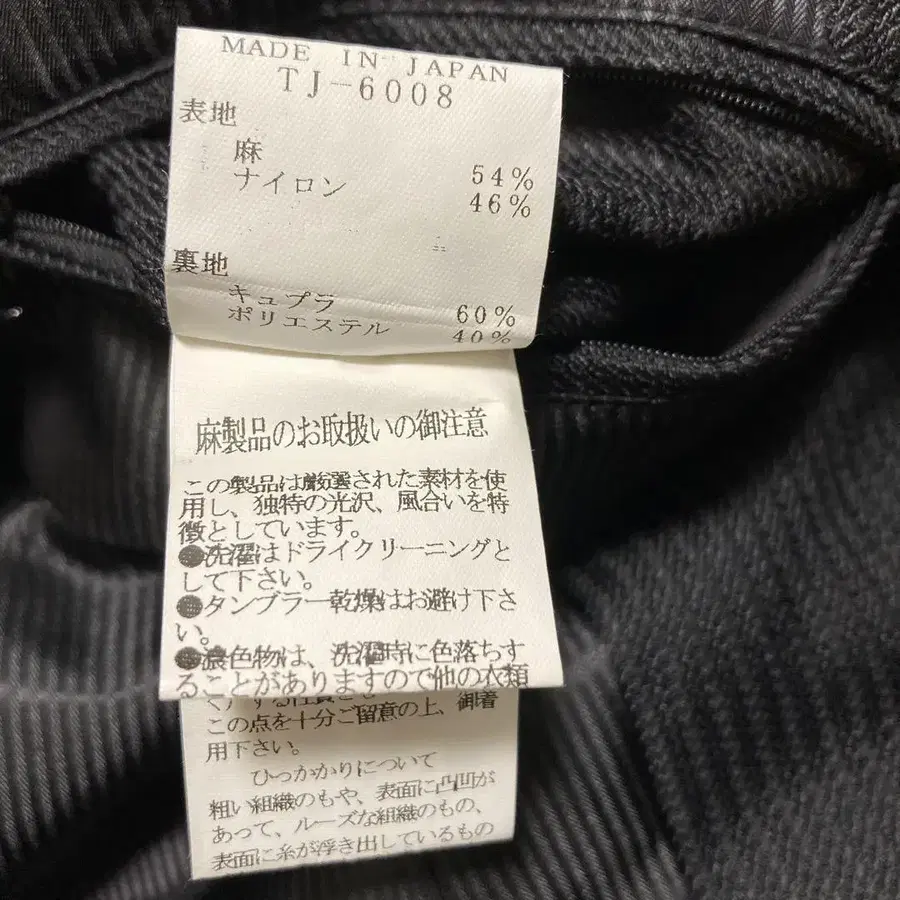 MADE IN JAPAN
TJ-6008
表地
麻 54%
ナイロン 46%
裏地
キュプラ 60%
ポリエステル 40%
麻製品のお取扱いの御注意
この製品は厳選された素材を使
用し、独特の光沢、風合いを特
徴としています。
●洗濯はドライクリーニングと
して下さい。
●タンブラー乾燥はお避け下さ
い。
●濃色物は、洗濯時に色落ちす
ることがありますので他の衣類
この点を十分ご留意の上、御着
用下さい。
ひっかかりについて
粗い組織のもや、表面に凸凹が
あって、ルーズな組織のもの、
表面に糸が浮き出しているもの